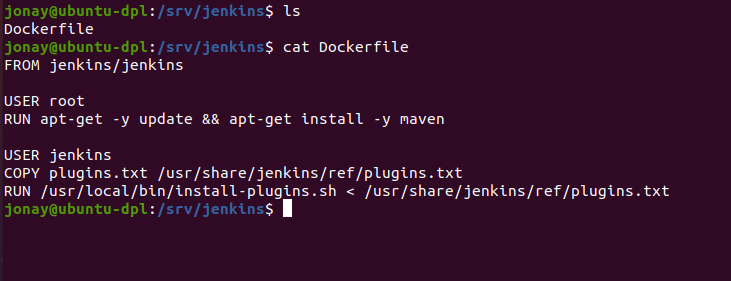 jonay@ubuntu-dpl:/srv/jenkins$ ls
Dockerfile
jonay@ubuntu-dpl:/srv/jenkins$ cat Dockerfile
FROM jenkins/jenkins

USER root
RUN apt-get -y update && apt-get install -y maven

USER jenkins
COPY plugins.txt /usr/share/jenkins/ref/plugins.txt
RUN /usr/local/bin/install-plugins.sh < /usr/share/jenkins/ref/plugins.txt
jonay@ubuntu-dpl:/srv/jenkins$